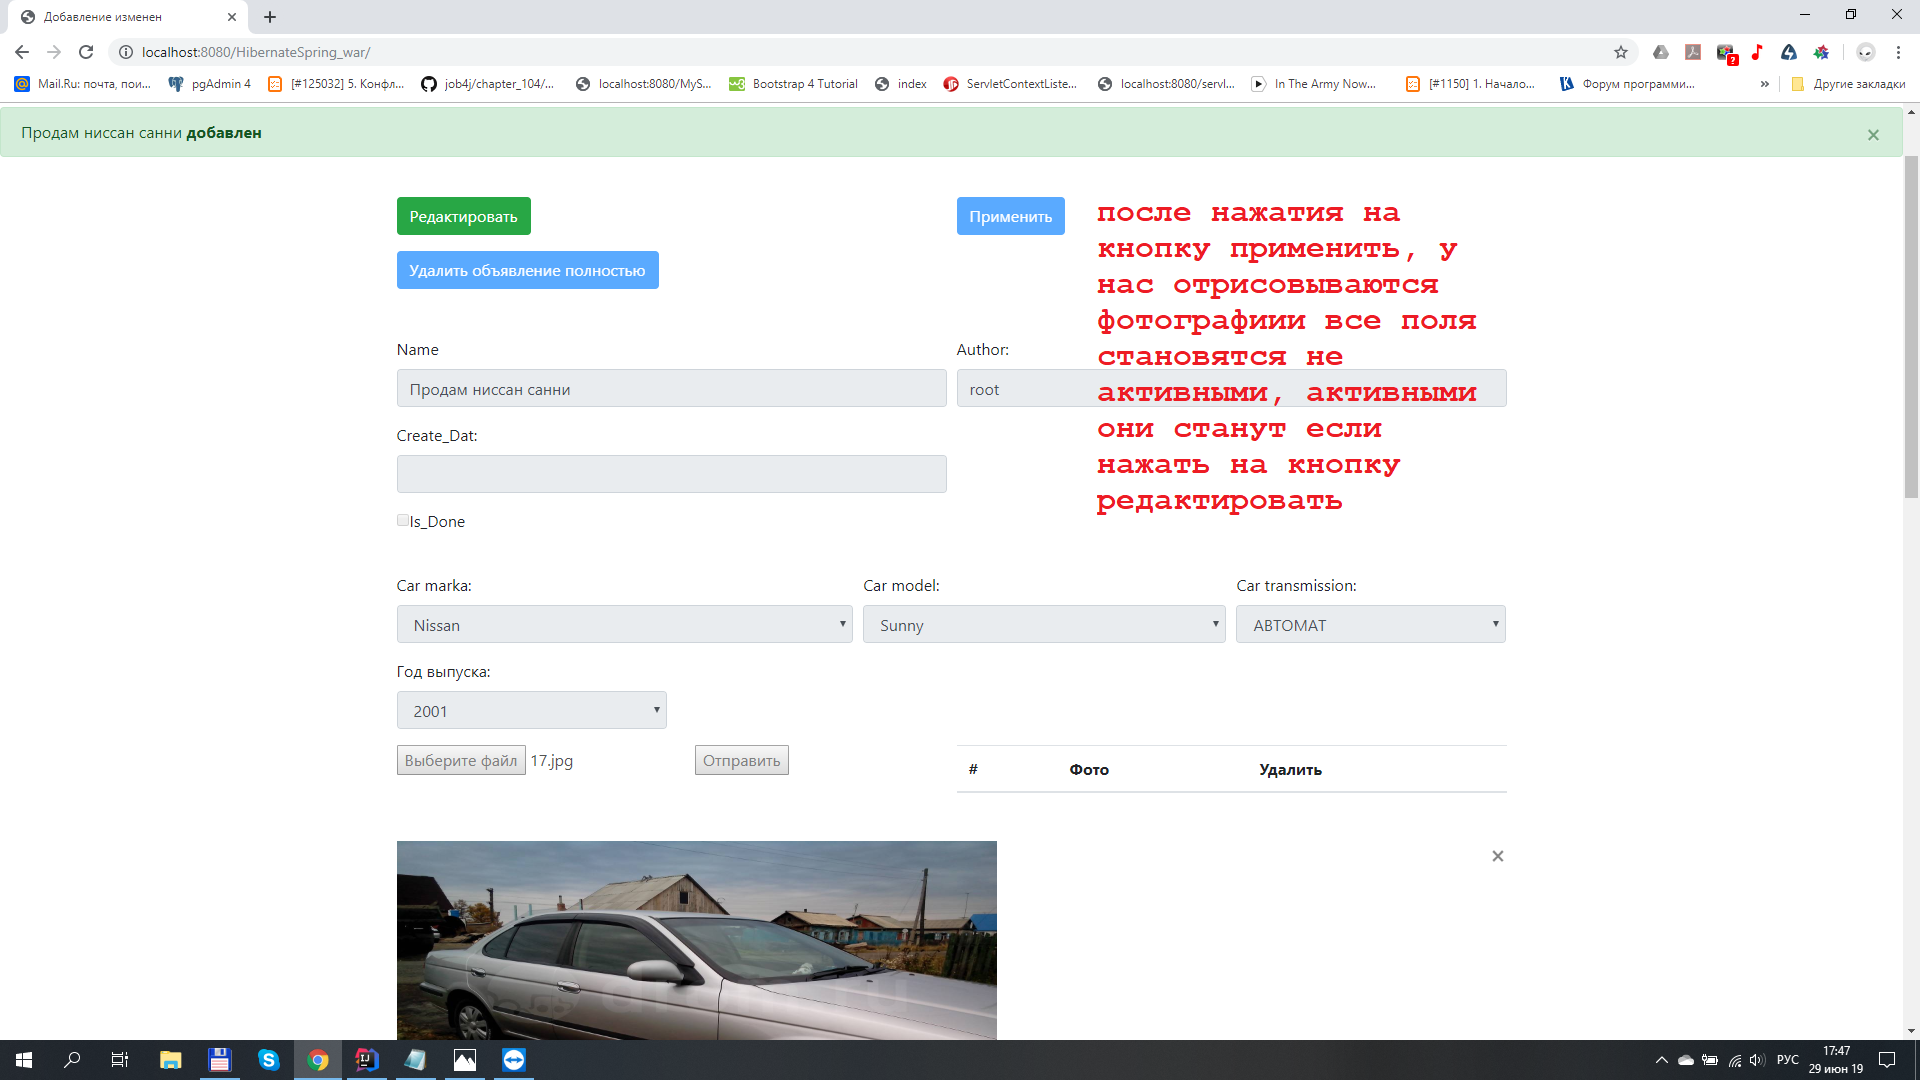 Добавление изменен
localhost:8080/HibernateSpring_war/
Mail.Ru: почта, пои...
pgAdmin 4
[#125032] 5. Конфл...
job4j/chapter_104/...
localhost:8080/MyS...
Bootstrap 4 Tutorial
index
ServletContextListe...
localhost:8080/servl...
In The Army Now...
[#1150] 1. Начало...
Форум программи...
»
Другие закладки
Продам ниссан санни добавлен
×
Редактировать
Применить
Удалить объявление полностью
после нажатия на
кнопку применить, у
нас отрисовываются
фотографиии все поля
становятся не
активными, активными
они станут если
нажать на кнопку
редактировать
Name
Author:
Продам ниссан санни
root
Create_Dat:
Is_Done
Car marka:
Car model:
Car transmission:
Nissan
Sunny
АВТОМАТ
Год выпуска:
2001
Выберите файл 17.jpg
Отправить
# Фото Удалить
×
РУС
17:47
29 июн 19